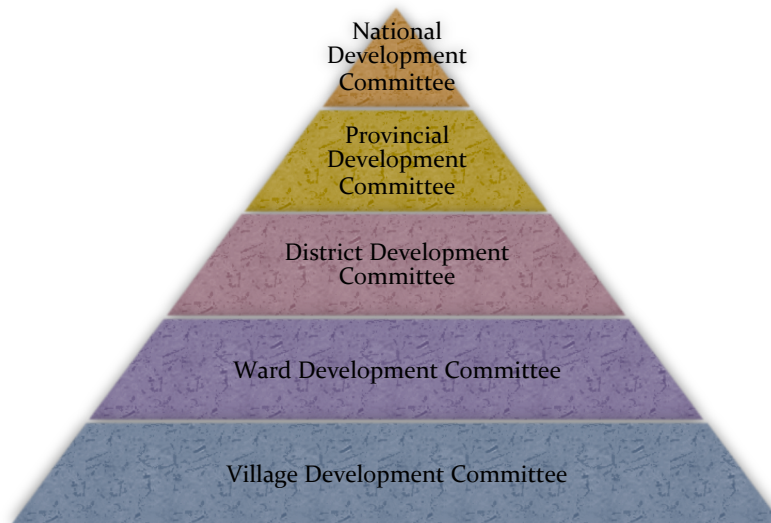 National
Development
Committee
Provincial
Development
Committee
District Development
Committee
Ward Development Committee
Village Development Committee